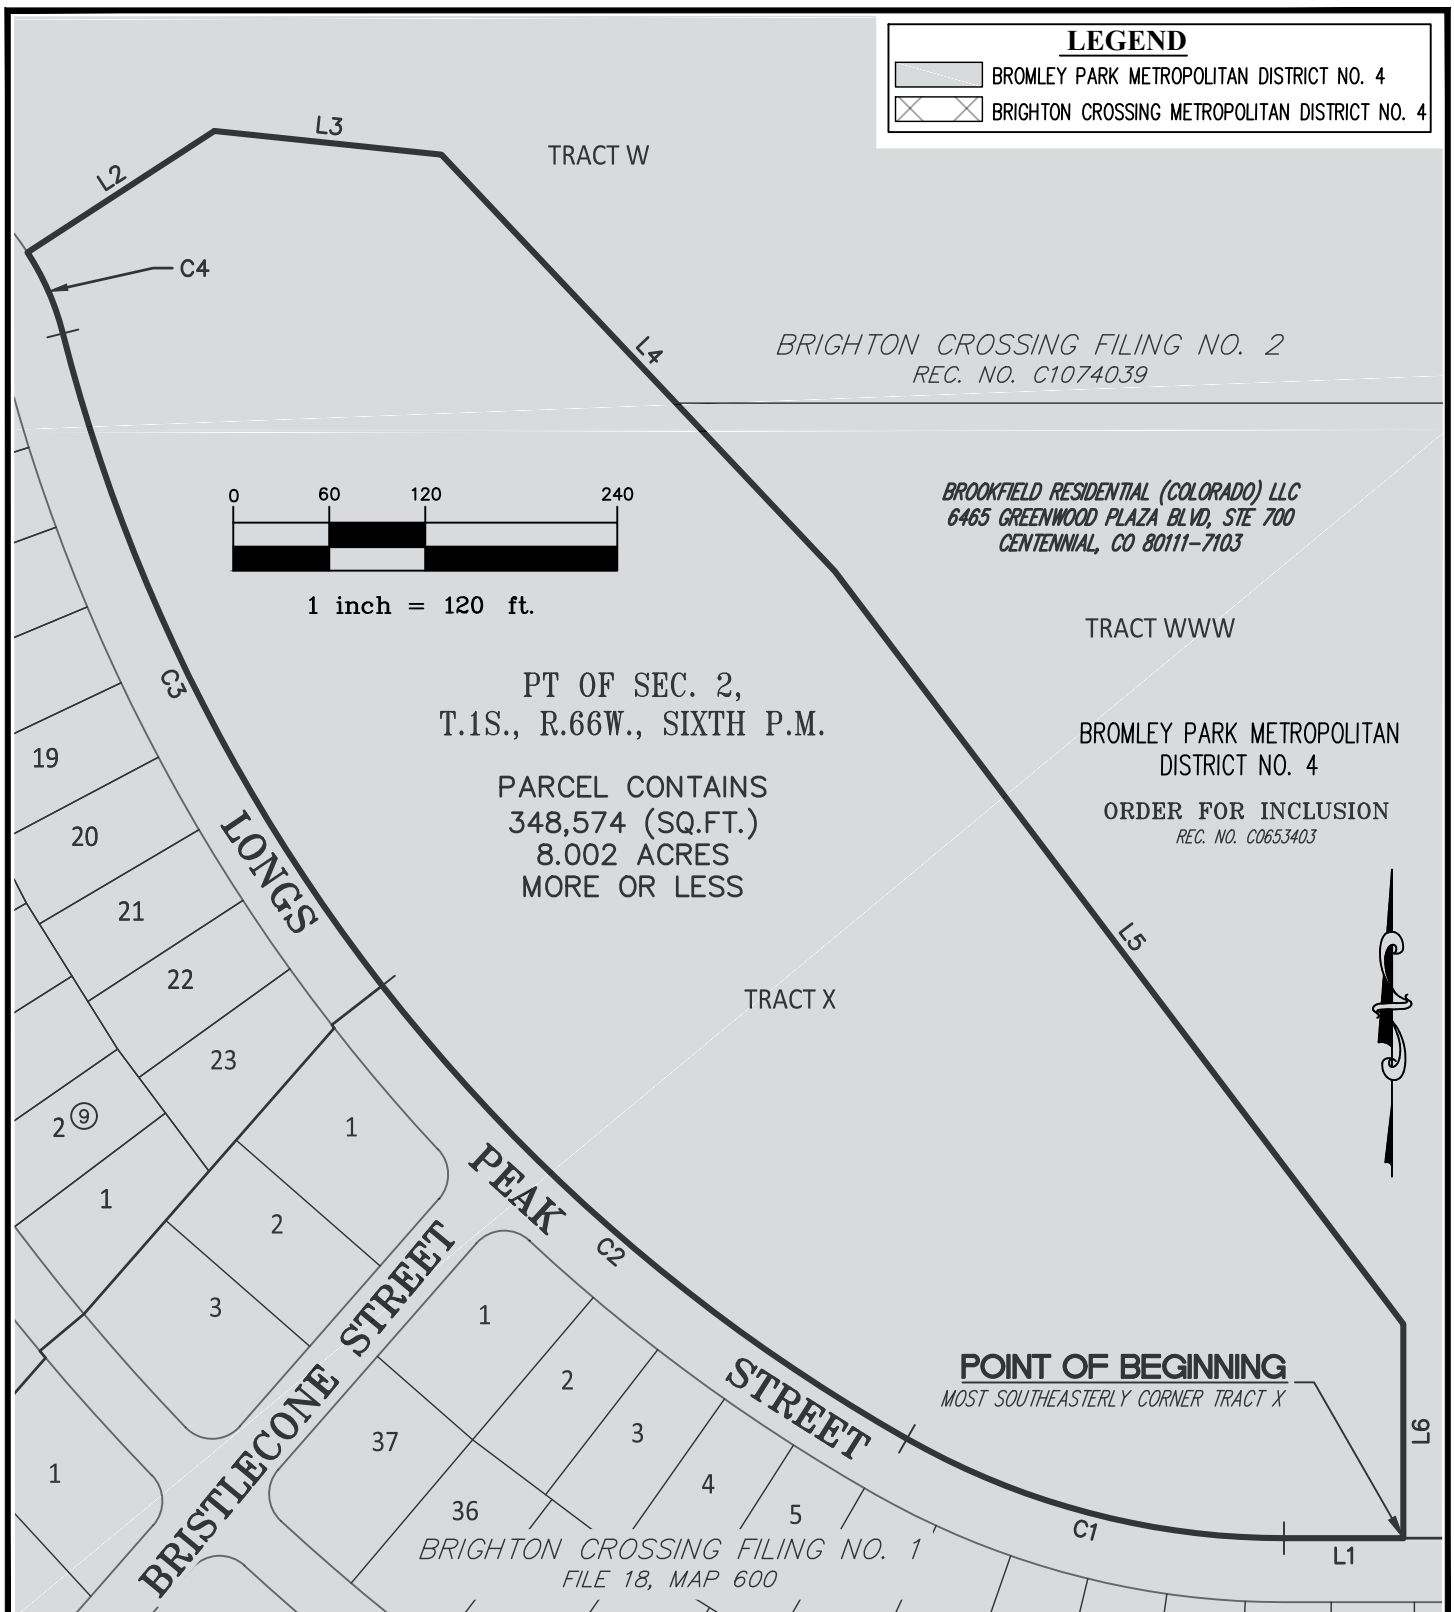 LEGEND
BROMLEY PARK METROPOLITAN DISTRICT NO. 4
BRIGHTON CROSSING METROPOLITAN DISTRICT NO. 4
L3
TRACT W
L2
C4
L4
BRIGHTON CROSSING FILING NO. 2
REC. NO. C1074039
0 60 120 240
1 inch = 120 ft.
BROOKFIELD RESIDENTIAL (COLORADO) LLC
6465 GREENWOOD PLAZA BLVD, STE 700
CENTENNIAL, CO 80111-7103
TRACT WWW
C3
PT OF SEC. 2,
T.1S., R.66W., SIXTH P.M.
PARCEL CONTAINS
348,574 (SQ.FT.)
8.002 ACRES
MORE OR LESS
BROMLEY PARK METROPOLITAN
DISTRICT NO. 4
ORDER FOR INCLUSION
REC. NO. C0653403
19
20
21
22
23
LONGS
PEAK
STREET
L5
TRACT X
2
9
1
1
2
3
1
BRISTLECONE STREET
C2
1
2
3
4
5
37
36
POINT OF BEGINNING
MOST SOUTHEASTERLY CORNER TRACT X
L6
C1
L1
BRIGHTON CROSSING FILING NO. 1
FILE 18, MAP 600